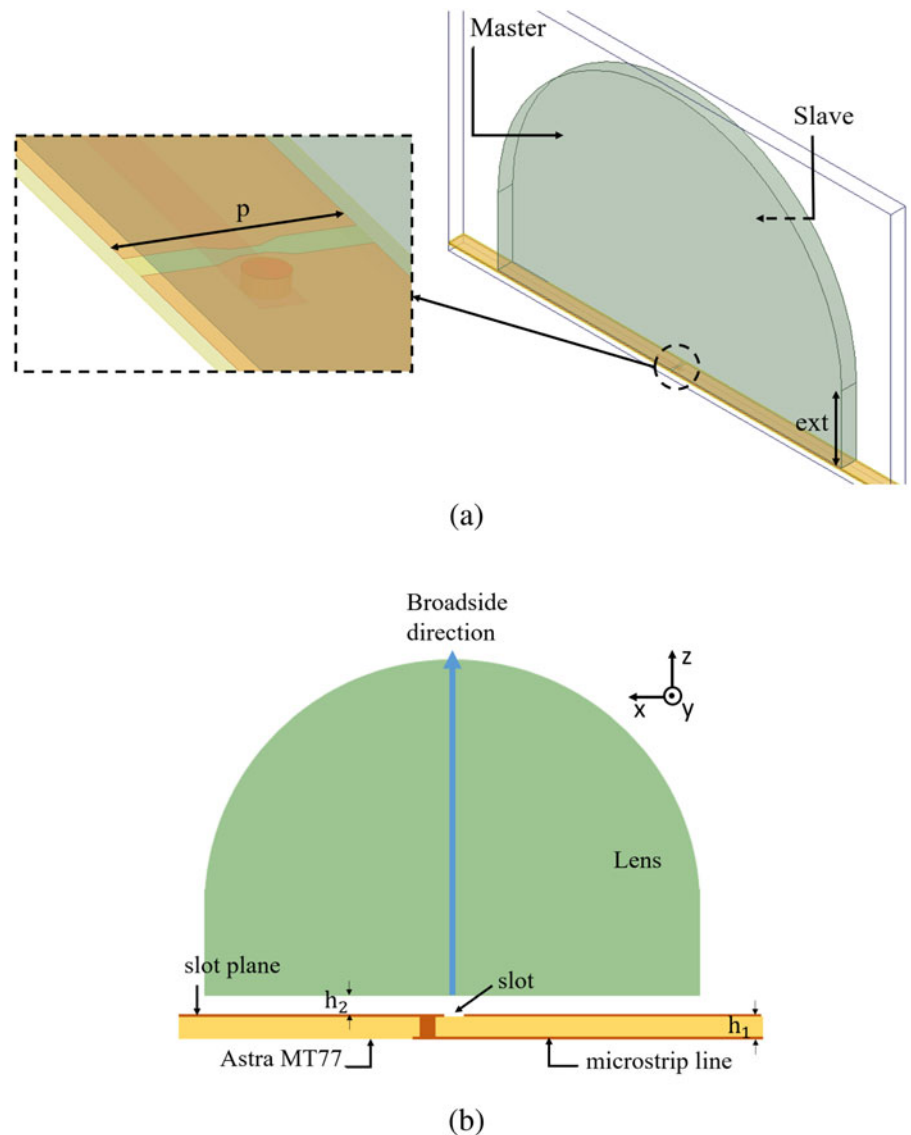 Master
Slave
p
ext
(a)
Broadside
direction
z
x
y
Lens
slot plane
h₂
slot
h₁
Astra MT77
microstrip line
(b)